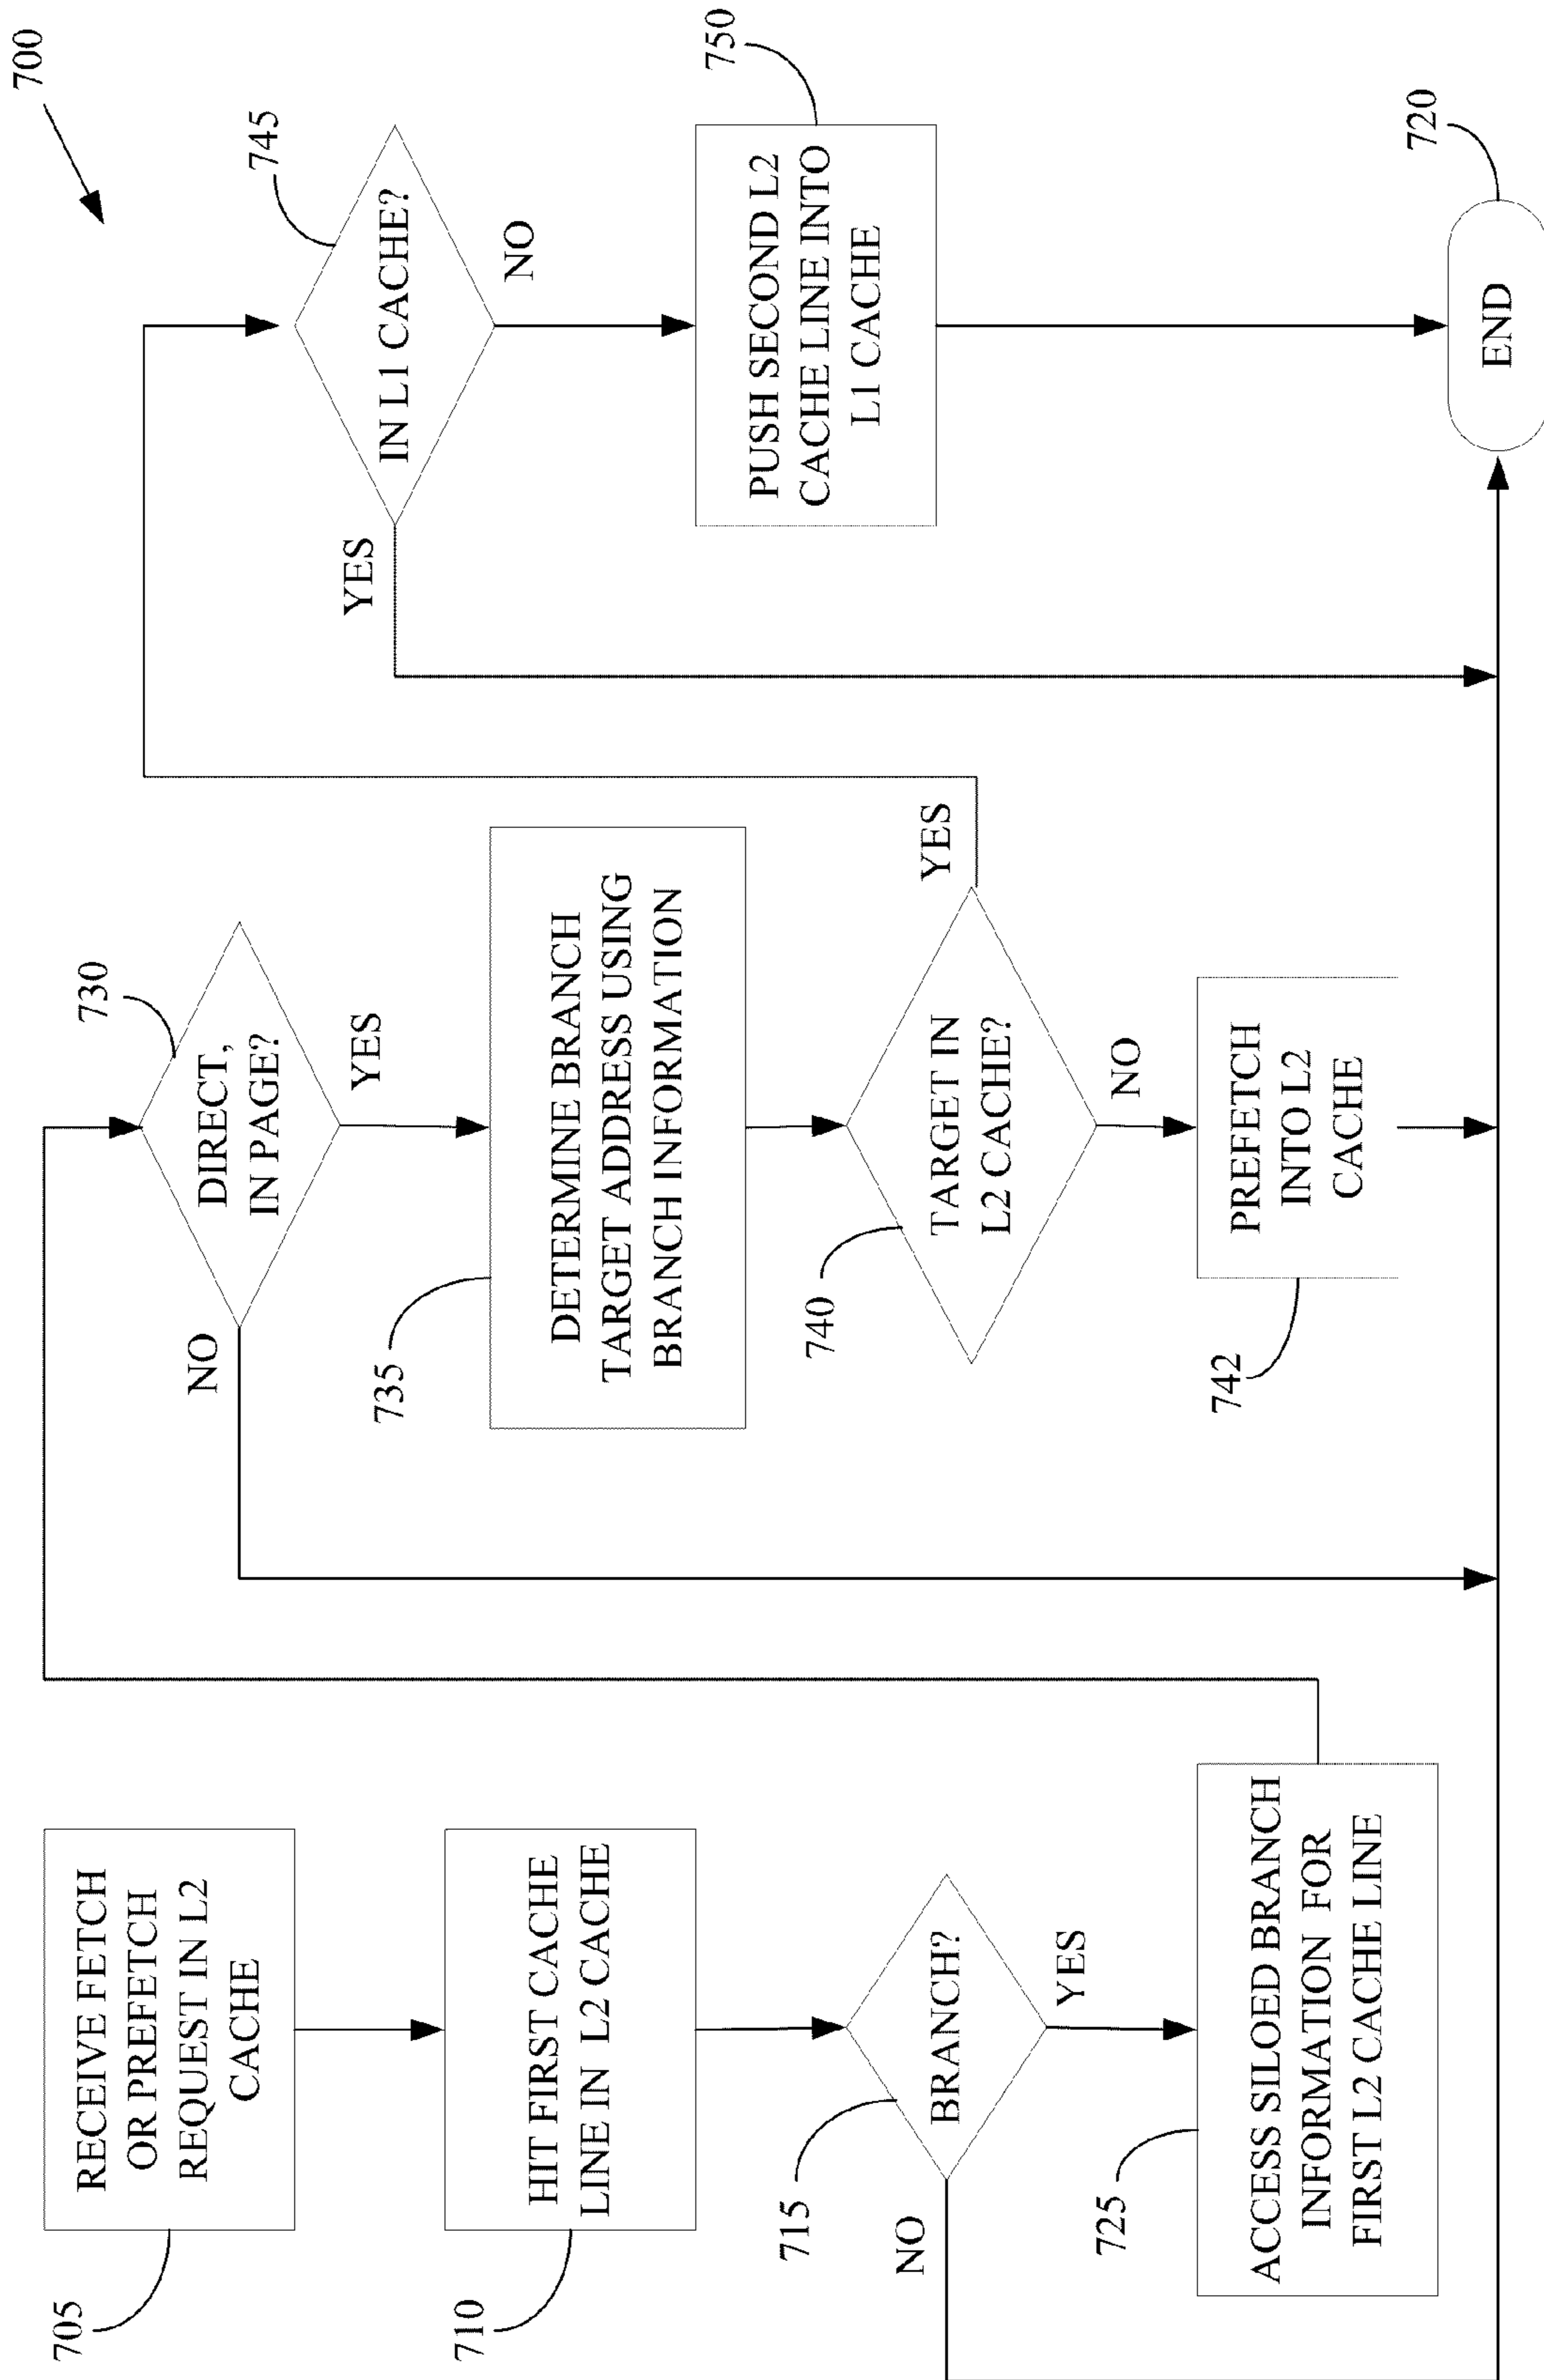 700
705
RECEIVE FETCH
OR PREFETCH
REQUEST IN L2
CACHE
710
HIT FIRST CACHE
LINE IN L2 CACHE
715
BRANCH?
NO
YES
725
ACCESS SILOED BRANCH
INFORMATION FOR
FIRST L2 CACHE LINE
730
DIRECT,
IN PAGE?
NO
YES
735
DETERMINE BRANCH
TARGET ADDRESS USING
BRANCH INFORMATION
740
TARGET IN
L2 CACHE?
YES
NO
742
PREFETCH
INTO L2
CACHE
745
IN L1 CACHE?
YES
NO
750
PUSH SECOND L2
CACHE LINE INTO
L1 CACHE
720
END